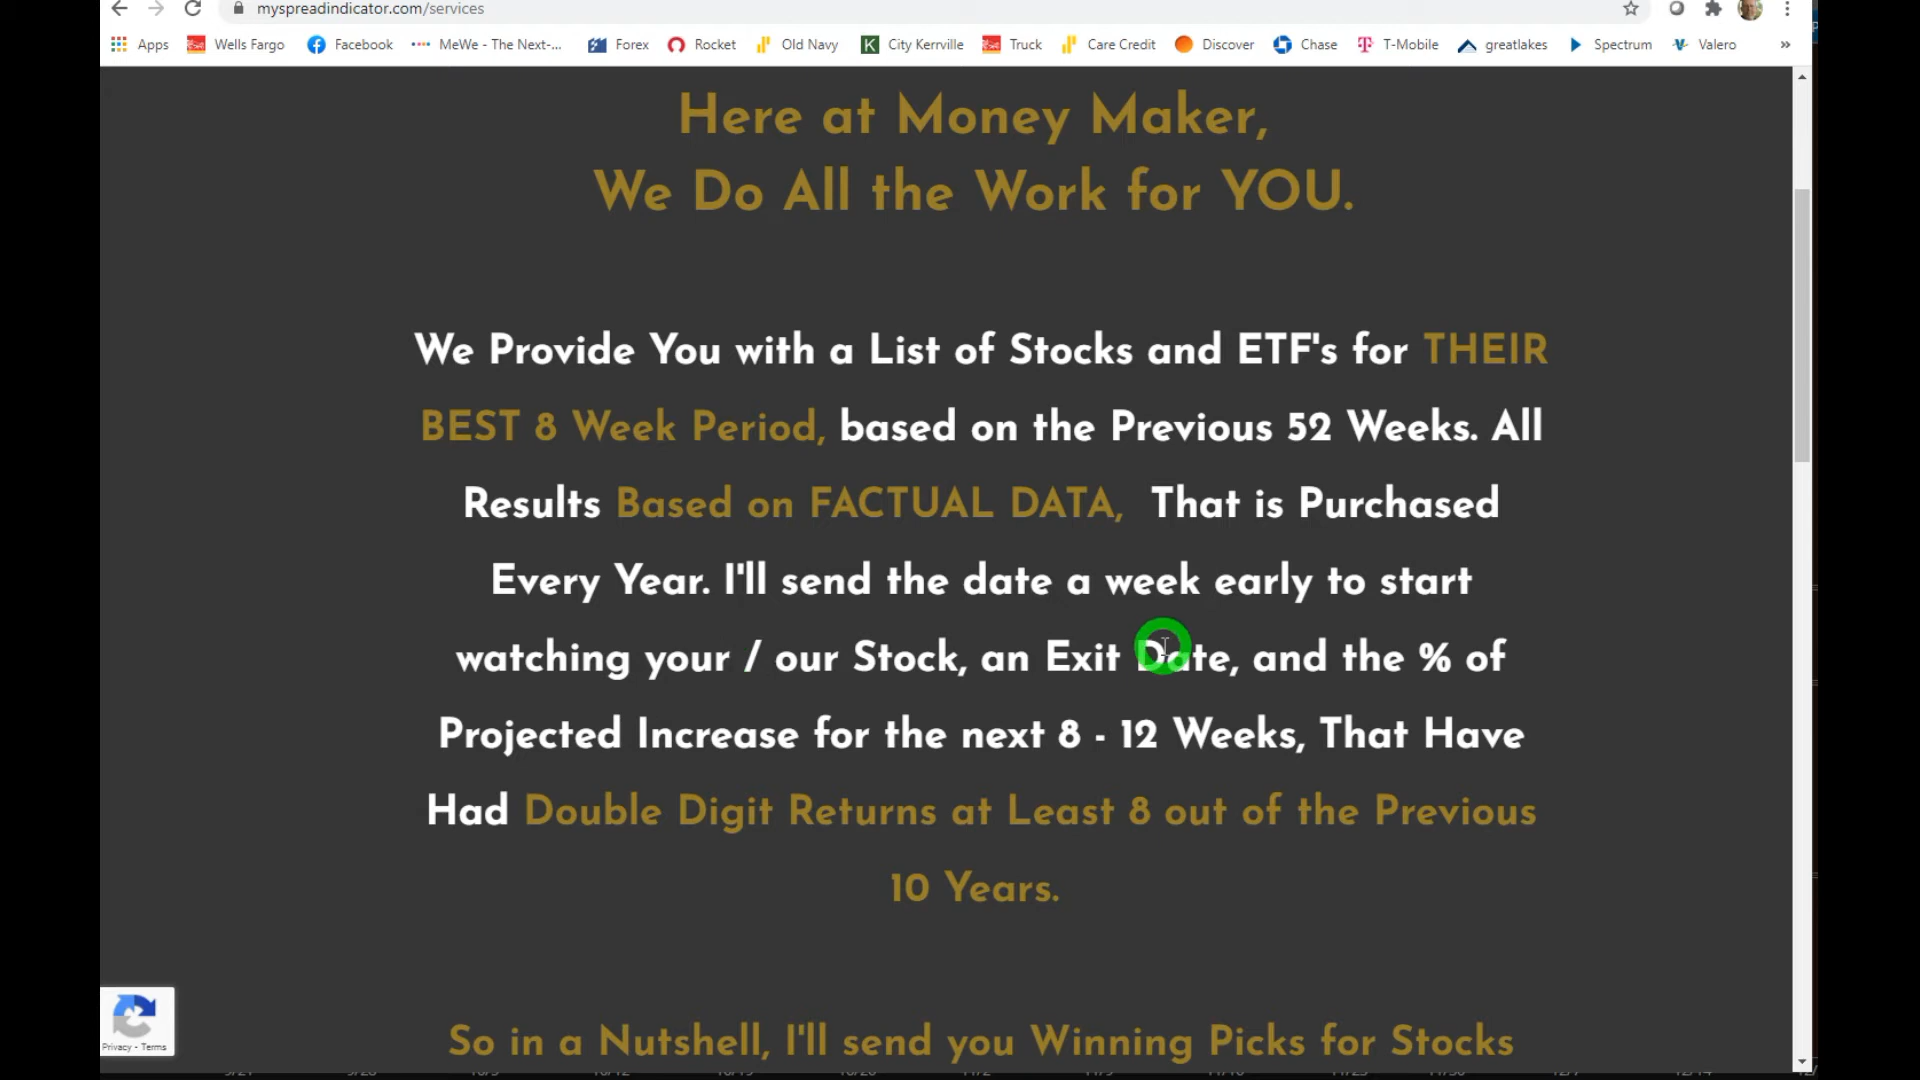 myspreadindicator.com/services
Apps Wells Fargo Facebook MeWe - The Next-... Forex Rocket Old Navy City Kerrville Truck Care Credit Discover Chase T-Mobile greatlakes Spectrum Valero »
Here at Money Maker,
We Do All the Work for YOU.
We Provide You with a List of Stocks and ETF's for THEIR
BEST 8 Week Period, based on the Previous 52 Weeks. All
Results Based on FACTUAL DATA, That is Purchased
Every Year. I'll send the date a week early to start
watching your / our Stock, an Exit Date, and the % of
Projected Increase for the next 8 - 12 Weeks, That Have
Had Double Digit Returns at Least 8 out of the Previous
10 Years.
So in a Nutshell, I'll send you Winning Picks for Stocks
Privacy - Terms